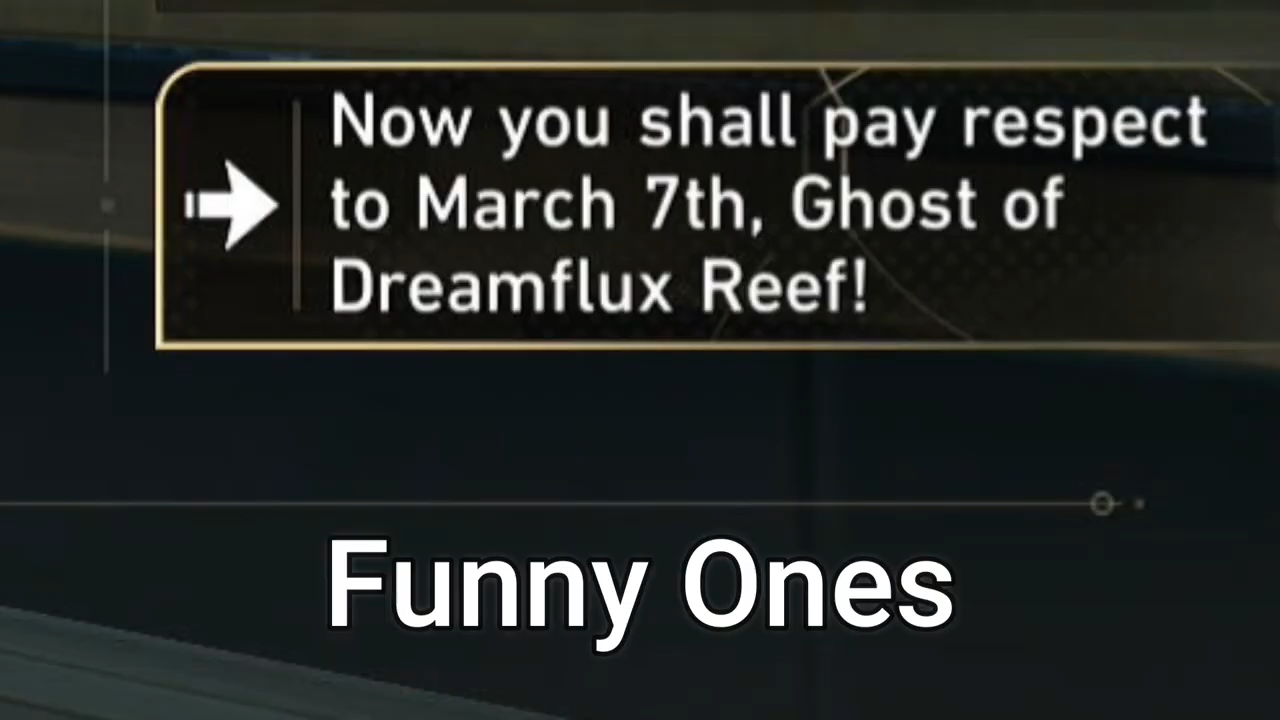 Now you shall pay respect
to March 7th, Ghost of
Dreamflux Reef!
Funny Ones